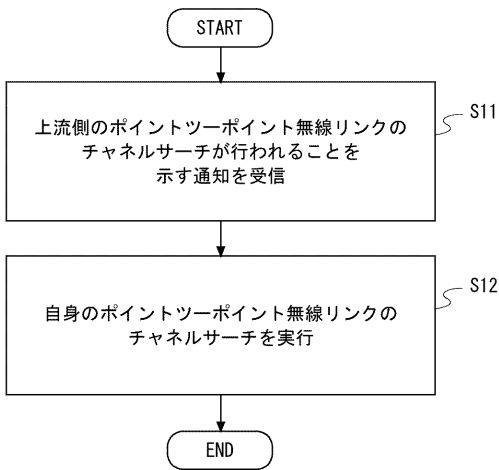 START
上流側のポイントツーポイント無線リンクの
チャネルサーチが行われることを
示す通知を受信
S11
自身のポイントツーポイント無線リンクの
チャネルサーチを実行
S12
END